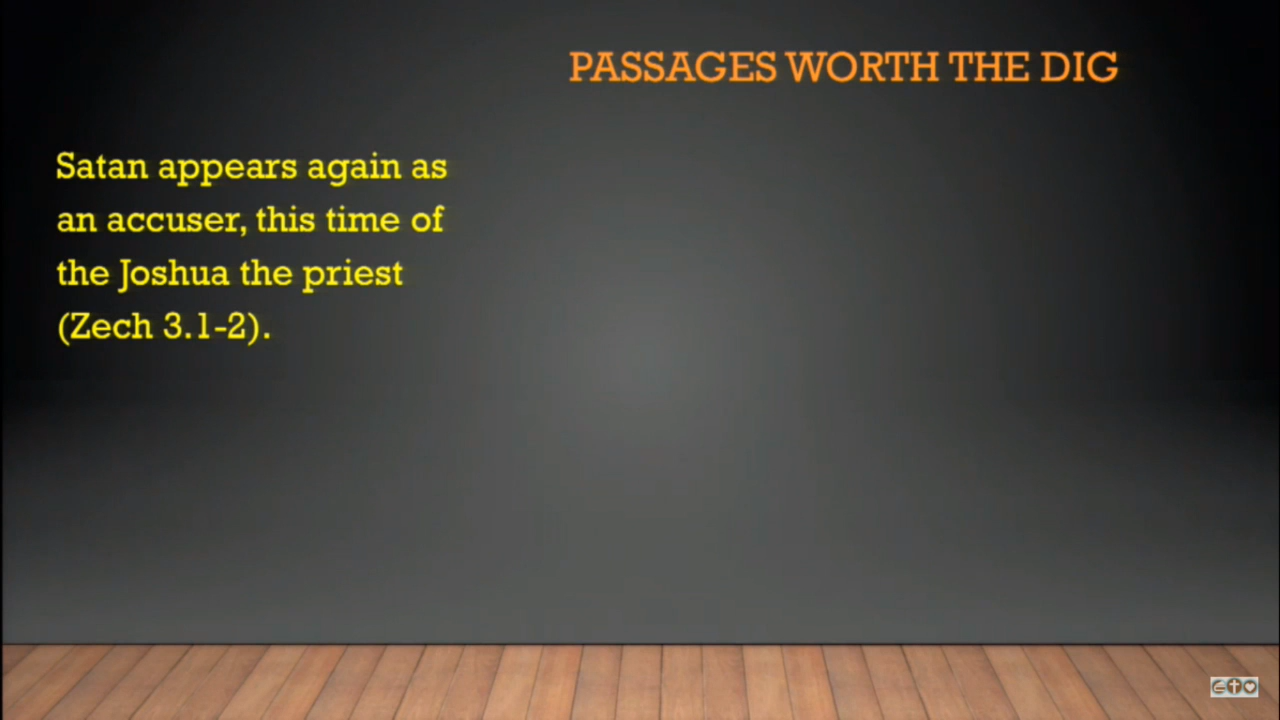 PASSAGES WORTH THE DIG
Satan appears again as
an accuser, this time of
the Joshua the priest
(Zech 3.1-2).